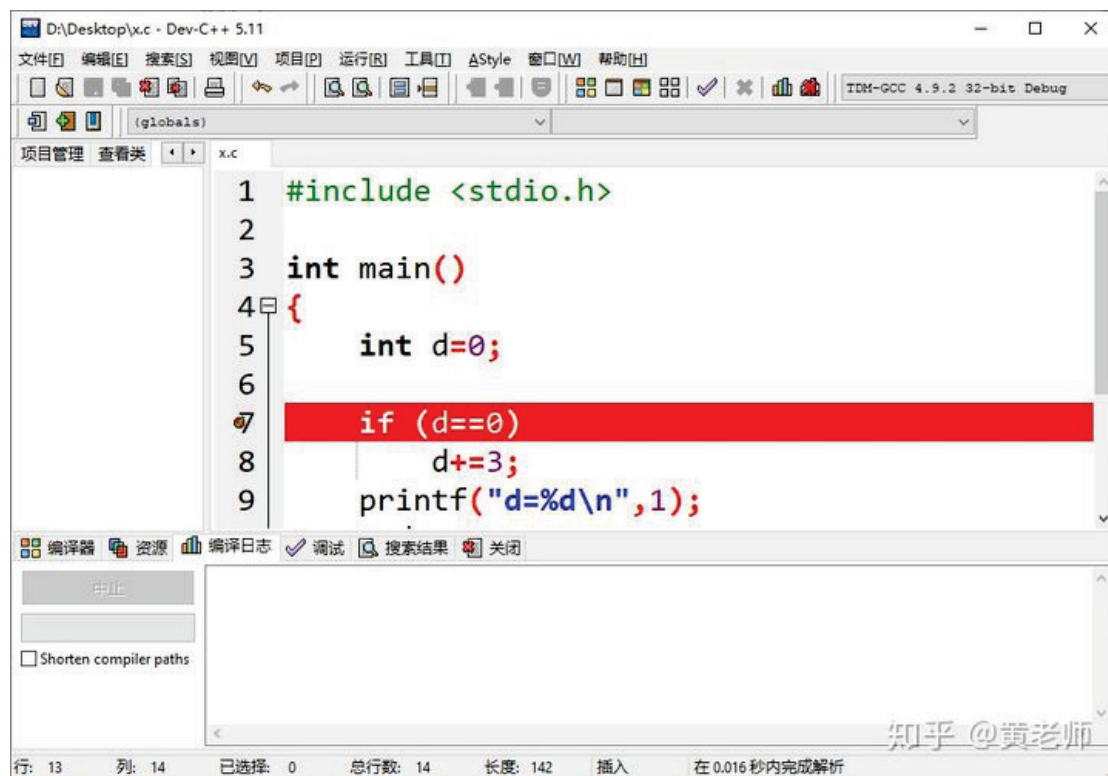 D:\Desktop\x.c - Dev-C++ 5.11
文件[F] 编辑[E] 搜索[S] 视图[V] 项目[P] 运行[R] 工具[T] AStyle 窗口[W] 帮助[H]
TDM-GCC 4.9.2 32-bit Debug
(globals)
项目管理 查看类 x.c
1 #include <stdio.h>
2
3 int main()
4 {
5 int d=0;
6
7 if (d==0)
8 d+=3;
9 printf("d=%d\n",1);
编译器 资源 编译日志 调试 搜索结果 关闭
中止
Shorten compiler paths
知乎 @黄老师
行: 13 列: 14 已选择: 0 总行数: 14 长度: 142 插入 在 0.016 秒内完成解析